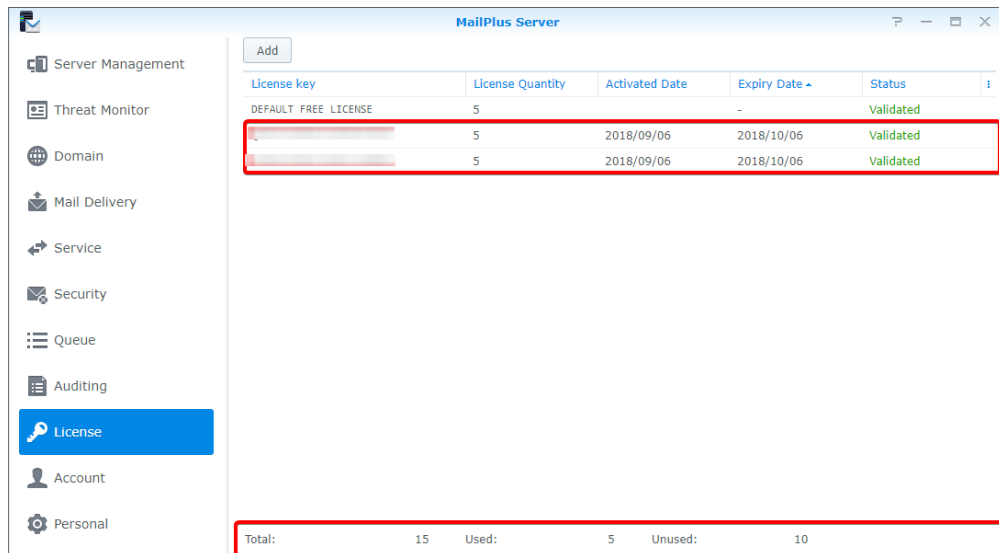 MailPlus Server
Server Management
Threat Monitor
Domain
Mail Delivery
Service
Security
Queue
Auditing
License
Account
Personal
Add
License key License Quantity Activated Date Expiry Date Status
DEFAULT FREE LICENSE 5 - Validated
5 2018/09/06 2018/10/06 Validated
5 2018/09/06 2018/10/06 Validated
Total: 15 Used: 5 Unused: 10